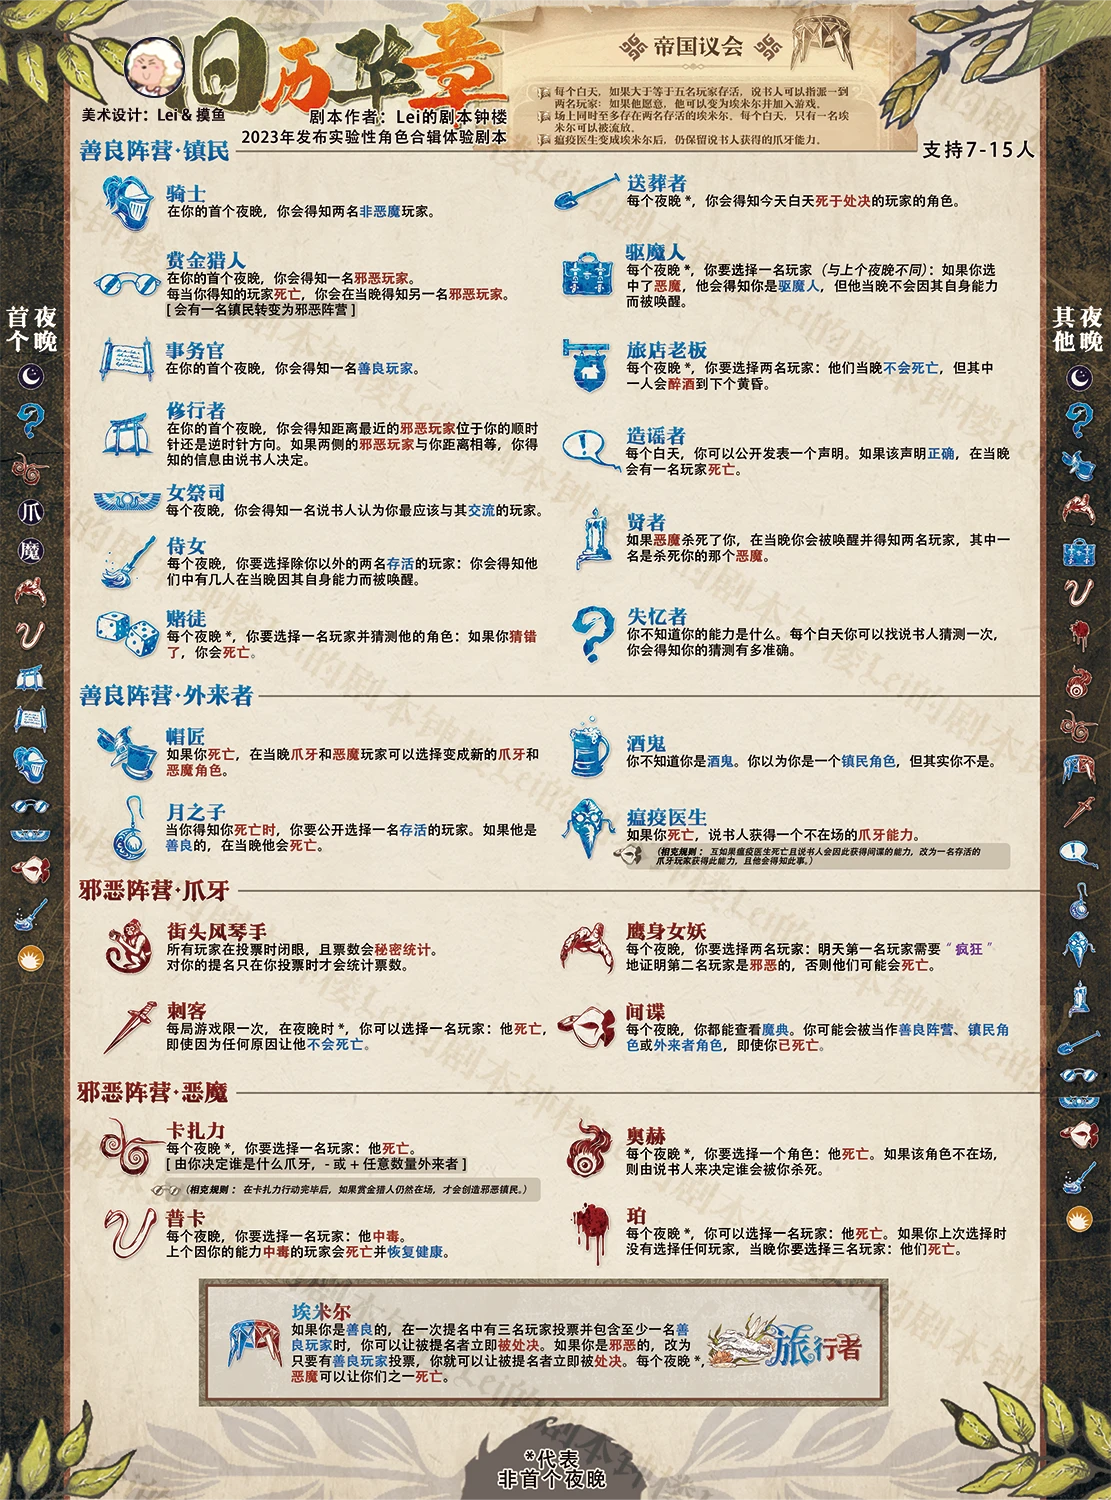 回历华章
美术设计：Lei & 摸鱼
剧本作者：Lei的剧本钟楼
2023年发布实验性角色合辑体验剧本
帝国议会
每个白天，如果大于等于五名玩家存活，说书人可以指派一到
两名玩家：如果他愿意，他可以变为埃米尔并加入游戏。
场上同时至多存在两名存活的埃米尔。每个白天，只有一名埃
米尔可以被流放。
瘟疫医生变成埃米尔后，仍保留说书人获得的爪牙能力。
支持7-15人
善良阵营·镇民
骑士
在你的首个夜晚，你会得知两名非恶魔玩家。
赏金猎人
在你的首个夜晚，你会得知一名邪恶玩家。
每当你得知的玩家死亡，你会在当晚得知另一名邪恶玩家。
[ 会有一名镇民转变为邪恶阵营 ]
事务官
在你的首个夜晚，你会得知一名善良玩家。
修行者
在你的首个夜晚，你会得知距离最近的邪恶玩家位于你的顺时
针还是逆时针方向。如果两侧的邪恶玩家与你距离相等，你得
知的信息由说书人决定。
女祭司
每个夜晚，你会得知一名说书人认为你最应该与其交流的玩家。
侍女
每个夜晚，你要选择除你以外的两名存活的玩家：你会得知他
们中有几人在当晚因其自身能力而被唤醒。
赌徒
每个夜晚 *，你要选择一名玩家并猜测他的角色：如果你猜错
了，你会死亡。
送葬者
每个夜晚 *，你会得知今天白天死于处决的玩家的角色。
驱魔人
每个夜晚 *，你要选择一名玩家（与上个夜晚不同）：如果你选
中了恶魔，他会得知你是驱魔人，但他当晚不会因其自身能力
而被唤醒。
旅店老板
每个夜晚 *，你要选择两名玩家：他们当晚不会死亡，但其中
一人会醉酒到下个黄昏。
造谣者
每个白天，你可以公开发表一个声明。如果该声明正确，在当晚
会有一名玩家死亡。
贤者
如果恶魔杀死了你，在当晚你会被唤醒并得知两名玩家，其中一
名是杀死你的那个恶魔。
失忆者
你不知道你的能力是什么。每个白天你可以找说书人猜测一次，
你会得知你的猜测有多准确。
善良阵营·外来者
帽匠
如果你死亡，在当晚爪牙和恶魔玩家可以选择变成新的爪牙和
恶魔角色。
月之子
当你得知你死亡时，你要公开选择一名存活的玩家。如果他是
善良的，在当晚他会死亡。
酒鬼
你不知道你是酒鬼。你以为你是一个镇民角色，但其实你不是。
瘟疫医生
如果你死亡，说书人获得一个不在场的爪牙能力。
（相克规则 ： 互如果瘟疫医生死亡且说书人会因此获得间谍的能力，改为一名存活的
爪牙玩家获得此能力，且他会得知此事。）
邪恶阵营·爪牙
街头风琴手
所有玩家在投票时闭眼，且票数会秘密统计。
对你的提名只在你投票时才会统计票数。
刺客
每局游戏限一次，在夜晚时 *，你可以选择一名玩家：他死亡，
即使因为任何原因让他不会死亡。
鹰身女妖
每个夜晚，你要选择两名玩家：明天第一名玩家需要“疯狂”
地证明第二名玩家是邪恶的，否则他们可能会死亡。
间谍
每个夜晚，你都能查看魔典。你可能会被当作善良阵营、镇民角
色或外来者角色，即使你已死亡。
邪恶阵营·恶魔
卡扎力
每个夜晚 *，你要选择一名玩家：他死亡。
[ 由你决定谁是什么爪牙，- 或 + 任意数量外来者 ]
（相克规则 ： 在卡扎力行动完毕后，如果赏金猎人仍然在场，才会创造邪恶镇民。）
普卡
每个夜晚，你要选择一名玩家：他中毒。
上个因你的能力中毒的玩家会死亡并恢复健康。
奥赫
每个夜晚 *，你要选择一个角色：他死亡。如果该角色不在场，
则由说书人来决定谁会被你杀死。
珀
每个夜晚 *，你可以选择一名玩家：他死亡。如果你上次选择时
没有选择任何玩家，当晚你要选择三名玩家：他们死亡。
埃米尔
如果你是善良的，在一次提名中有三名玩家投票并包含至少一名善
良玩家时，你可以让被提名者立即被处决。如果你是邪恶的，改为
只要有善良玩家投票，你就可以让被提名者立即被处决。每个夜晚 *，
恶魔可以让你们之一死亡。
旅行者
*代表
非首个夜晚
首个夜晚
爪
魔
其他夜晚